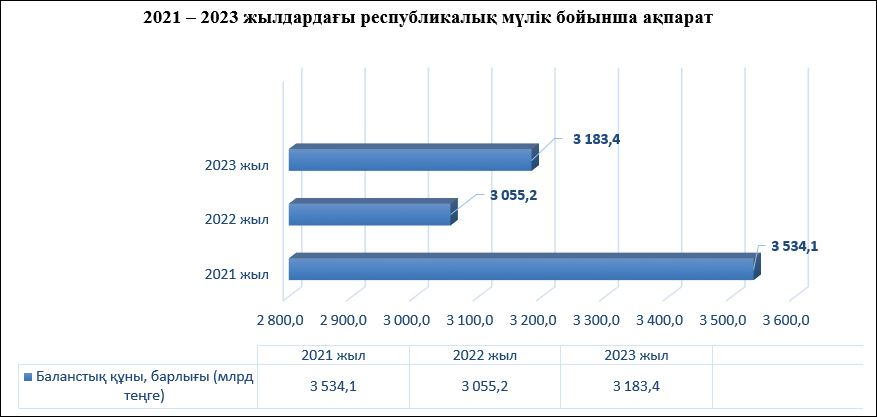 2021 – 2023 жылдардағы республикалық мүлік бойынша ақпарат
3 183,4
2023 жыл
3 055,2
2022 жыл
3 534,1
2021 жыл
2 800,0 2 900,0 3 000,0 3 100,0 3 200,0 3 300,0 3 400,0 3 500,0 3 600,0
2021 жыл 2022 жыл 2023 жыл
Баланстық құны, барлығы (млрд
теңге) 3 534,1 3 055,2 3 183,4